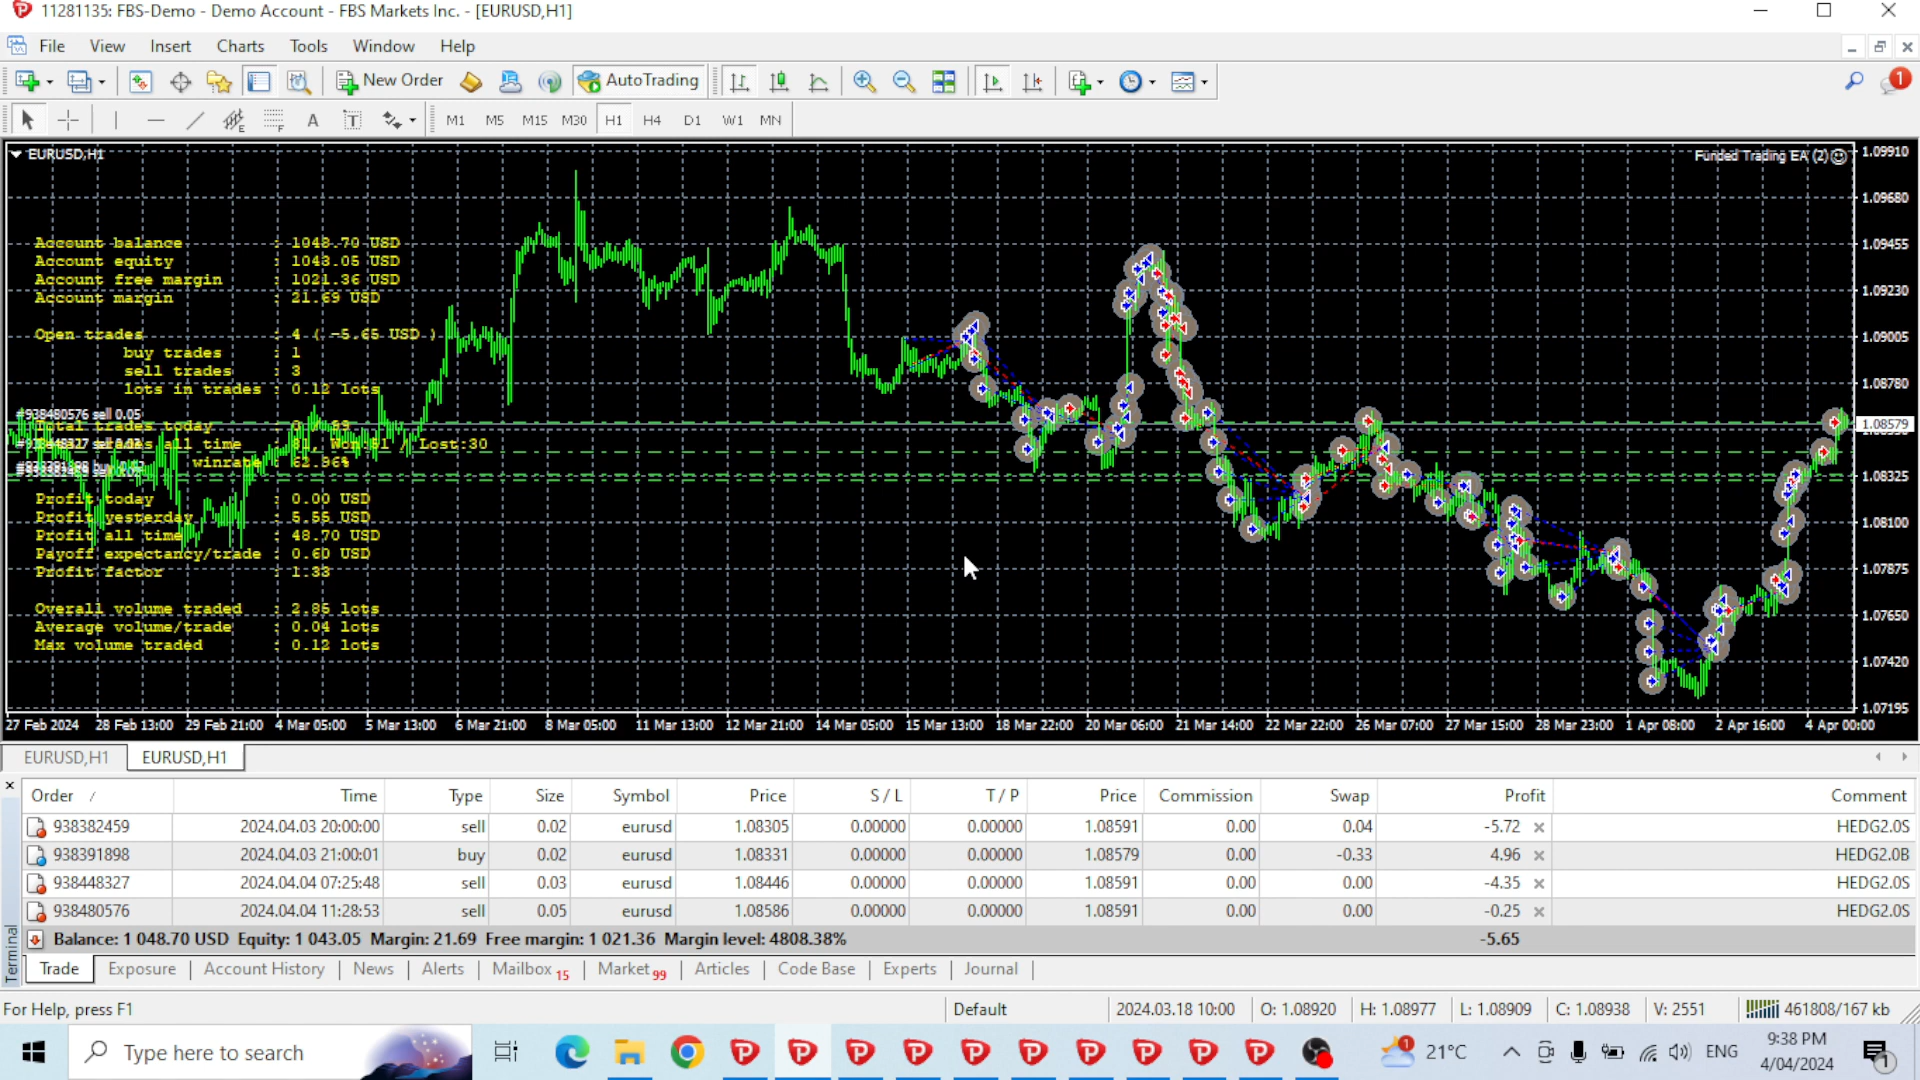 11281135: FBS-Demo - Demo Account - FBS Markets Inc. - [EURUSD,H1]
File View Insert Charts Tools Window Help
New Order AutoTrading 1
A T M1 M5 M15 M30 H1 H4 D1 W1 MN
EURUSD,H1 Funded Trading EA (2)
1.09910
1.09680
1.09455
1.09230
1.09005
1.08780
1.08579
1.08325
1.08100
1.07875
1.07650
1.07420
1.07195
Account balance : 1048.70 USD
Account equity : 1043.05 USD
Account free margin : 1021.36 USD
Account margin : 21.69 USD
Open trades : 4 ( -5.65 USD )
buy trades : 1
sell trades : 3
lots in trades : 0.12 lots
#938480576 sell 0.05
Total trades today
all time : 81, Won:51 / Lost:30
winrate : 62.96%
Profit today : 0.00 USD
Profit yesterday : 5.55 USD
Profit all time : 48.70 USD
Payoff expectancy/trade : 0.60 USD
Profit factor : 1.33
Overall volume traded : 2.85 lots
Average volume/trade : 0.04 lots
Max volume traded : 0.12 lots
27 Feb 2024 28 Feb 13:00 29 Feb 21:00 4 Mar 05:00 5 Mar 13:00 6 Mar 21:00 8 Mar 05:00 11 Mar 13:00 12 Mar 21:00 14 Mar 05:00 15 Mar 13:00 18 Mar 22:00 20 Mar 06:00 21 Mar 14:00 22 Mar 22:00 26 Mar 07:00 27 Mar 15:00 28 Mar 23:00 1 Apr 08:00 2 Apr 16:00 4 Apr 00:00
EURUSD,H1 EURUSD,H1
Order / Time Type Size Symbol Price S / L T / P Price Commission Swap Profit Comment
938382459 2024.04.03 20:00:00 sell 0.02 eurusd 1.08305 0.00000 0.00000 1.08591 0.00 0.04 -5.72 HEDG2.0S
938391898 2024.04.03 21:00:01 buy 0.02 eurusd 1.08331 0.00000 0.00000 1.08579 0.00 -0.33 4.96 HEDG2.0B
938448327 2024.04.04 07:25:48 sell 0.03 eurusd 1.08446 0.00000 0.00000 1.08591 0.00 0.00 -4.35 HEDG2.0S
938480576 2024.04.04 11:28:53 sell 0.05 eurusd 1.08586 0.00000 0.00000 1.08591 0.00 0.00 -0.25 HEDG2.0S
Balance: 1 048.70 USD Equity: 1 043.05 Margin: 21.69 Free margin: 1 021.36 Margin level: 4808.38% -5.65
Terminal
Trade Exposure Account History News Alerts Mailbox 15 Market 99 Articles Code Base Experts Journal
For Help, press F1 Default 2024.03.18 10:00 O: 1.08920 H: 1.08977 L: 1.08909 C: 1.08938 V: 2551 461808/167 kb
Type here to search 1 21°C ENG 9:38 PM
4/04/2024 1